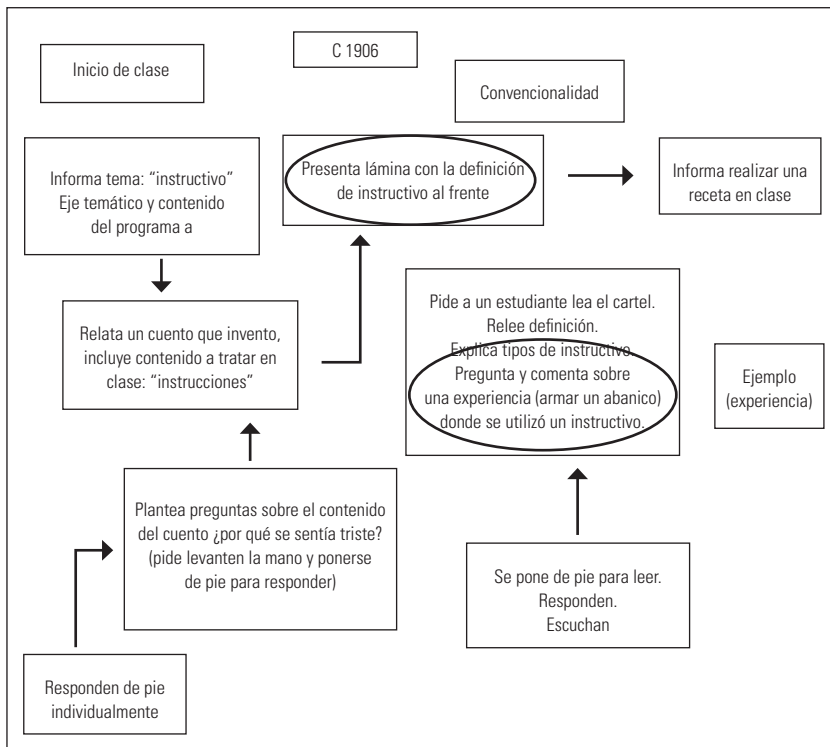 C 1906
Inicio de clase
Convencionalidad
Informa tema: “instructivo”
Eje temático y contenido
del programa a
Presenta lámina con la definición
de instructivo al frente
Informa realizar una
receta en clase
Relata un cuento que invento,
incluye contenido a tratar en
clase: “instrucciones”
Pide a un estudiante lea el cartel.
Relee definición.
Explica tipos de instructivo.
Pregunta y comenta sobre
una experiencia (armar un abanico)
donde se utilizó un instructivo.
Ejemplo
(experiencia)
Plantea preguntas sobre el contenido
del cuento ¿por qué se sentía triste?
(pide levanten la mano y ponerse
de pie para responder)
Se pone de pie para leer.
Responden.
Escuchan
Responden de pie
individualmente